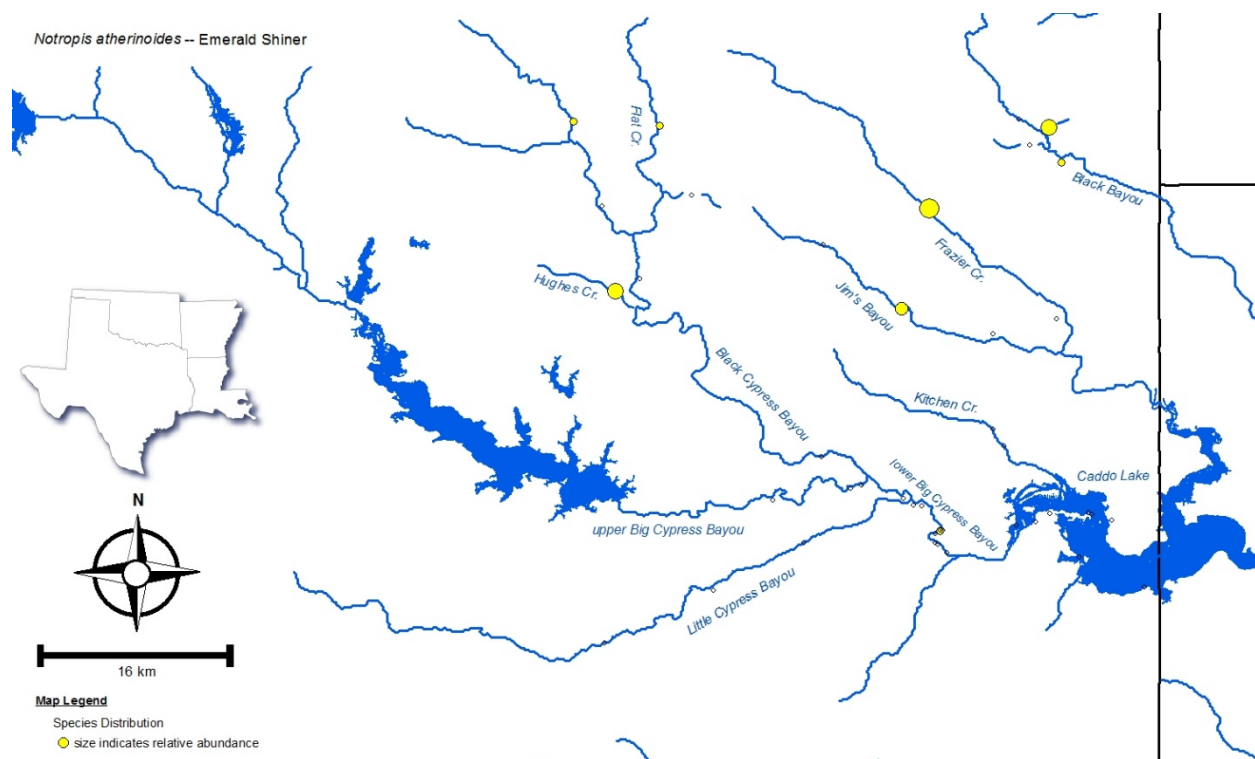 Notropis atherinoides -- Emerald Shiner
Flat Cr.
Black Bayou
Frazier Cr.
Hughes Cr.
Jim's Bayou
Black Cypress Bayou
Kitchen Cr.
lower Big Cypress Bayou
Caddo Lake
upper Big Cypress Bayou
Little Cypress Bayou
N
16 km
Map Legend
Species Distribution
size indicates relative abundance